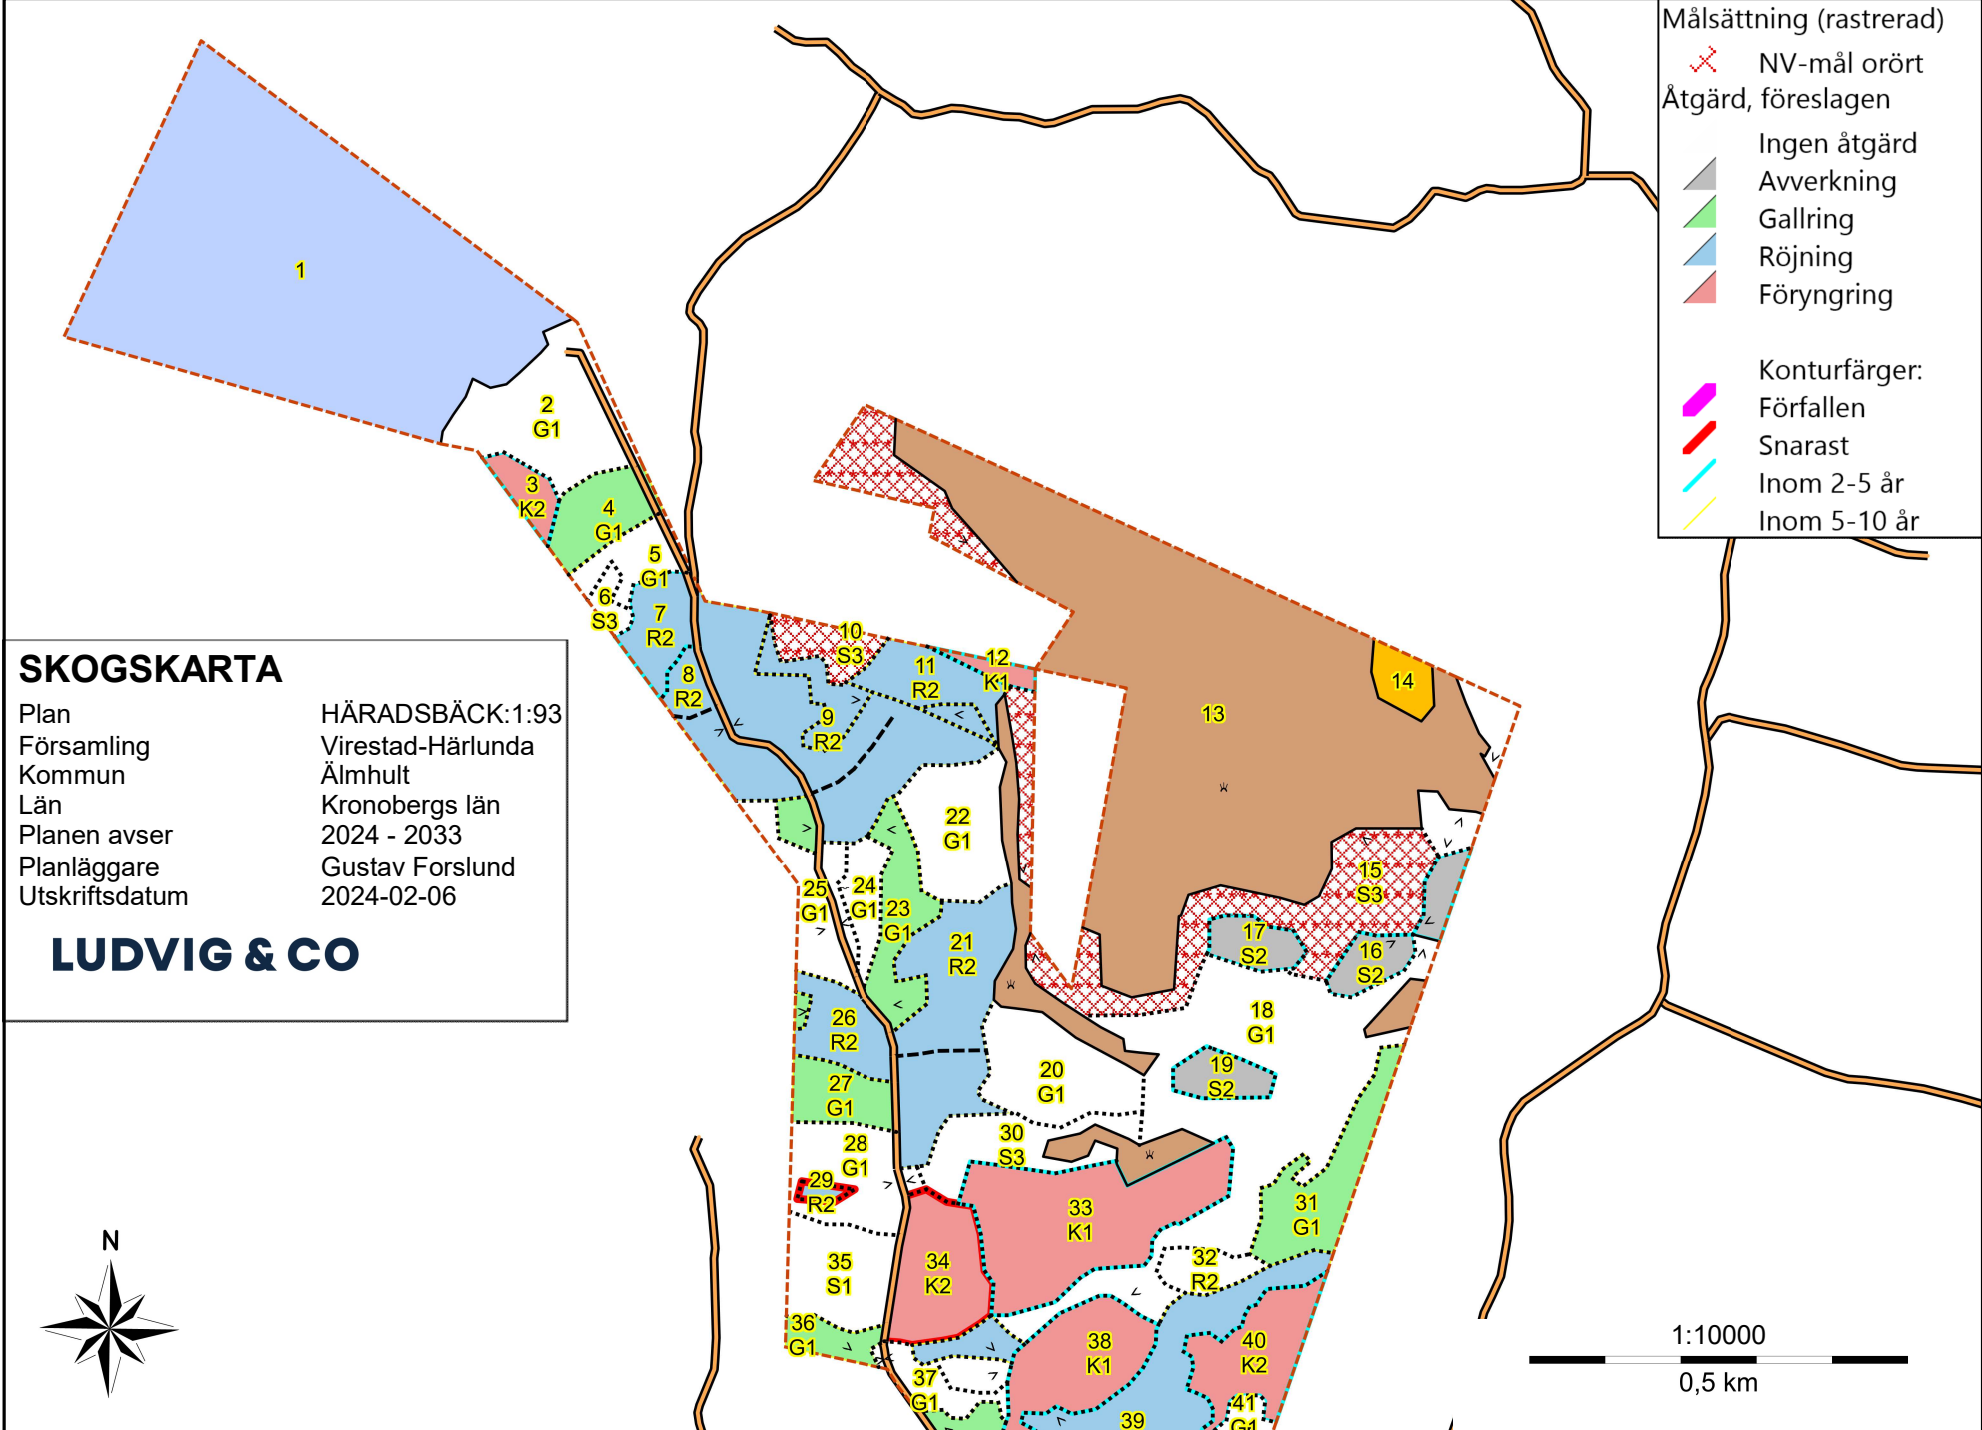 Målsättning (rastrerad)
NV-mål orört
Åtgärd, föreslagen
Ingen åtgärd
Avverkning
Gallring
Röjning
Föryngring
Konturfärger:
Förfallen
Snarast
Inom 2-5 år
Inom 5-10 år
1
2
G1
3
K2
4
G1
5
G1
6
S3
7
R2
8
R2
9
R2
10
S3
11
R2
12
K1
13
14
15
S3
16
S2
17
S2
18
G1
19
S2
20
G1
21
R2
22
G1
23
G1
24
G1
25
G1
26
R2
27
G1
28
G1
29
R2
30
S3
31
G1
32
R2
33
K1
34
K2
35
S1
36
G1
37
G1
38
K1
39
40
K2
41
G1
SKOGSKARTA
Plan HÄRADSBÄCK:1:93
Församling Virestad-Härlunda
Kommun Älmhult
Län Kronobergs län
Planen avser 2024 - 2033
Planläggare Gustav Forslund
Utskriftsdatum 2024-02-06
LUDVIG & CO
N
1:10000
0,5 km